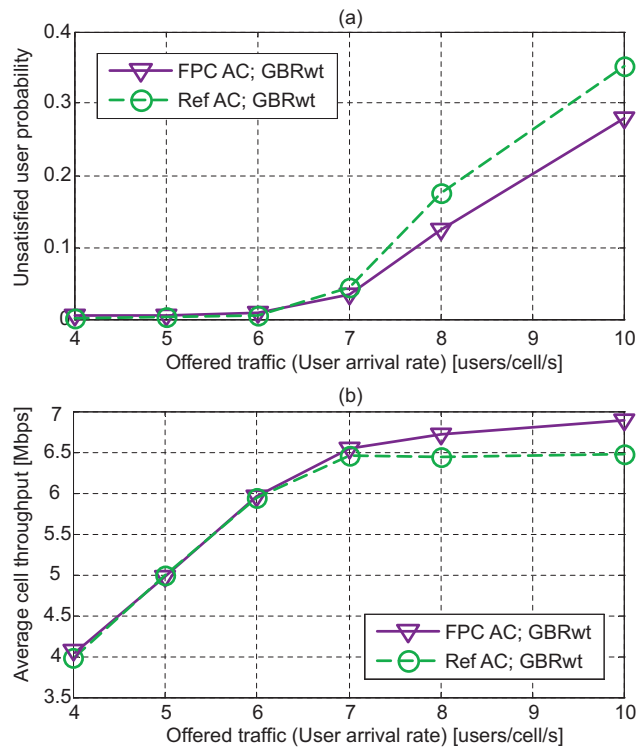 (a)
0.4
0.3
0.2
0.1
0
Unsatisfied user probability
FPC AC; GBRwt
Ref AC; GBRwt
4 5 6 7 8 9 10
Offered traffic (User arrival rate) [users/cell/s]
(b)
7
6.5
6
5.5
5
4.5
4
3.5
Average cell throughput [Mbps]
FPC AC; GBRwt
Ref AC; GBRwt
4 5 6 7 8 9 10
Offered traffic (User arrival rate) [users/cell/s]